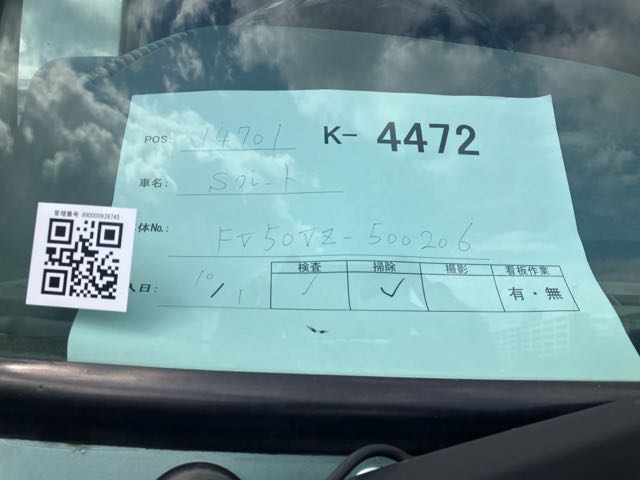 POS: 14701 K- 4472
車名: Sクレート
体No.: FV50VZ-500206
管理番号 990000939745
入日: 10/1
検査 掃除 撮影 看板作業
✓ ✓ 有・無